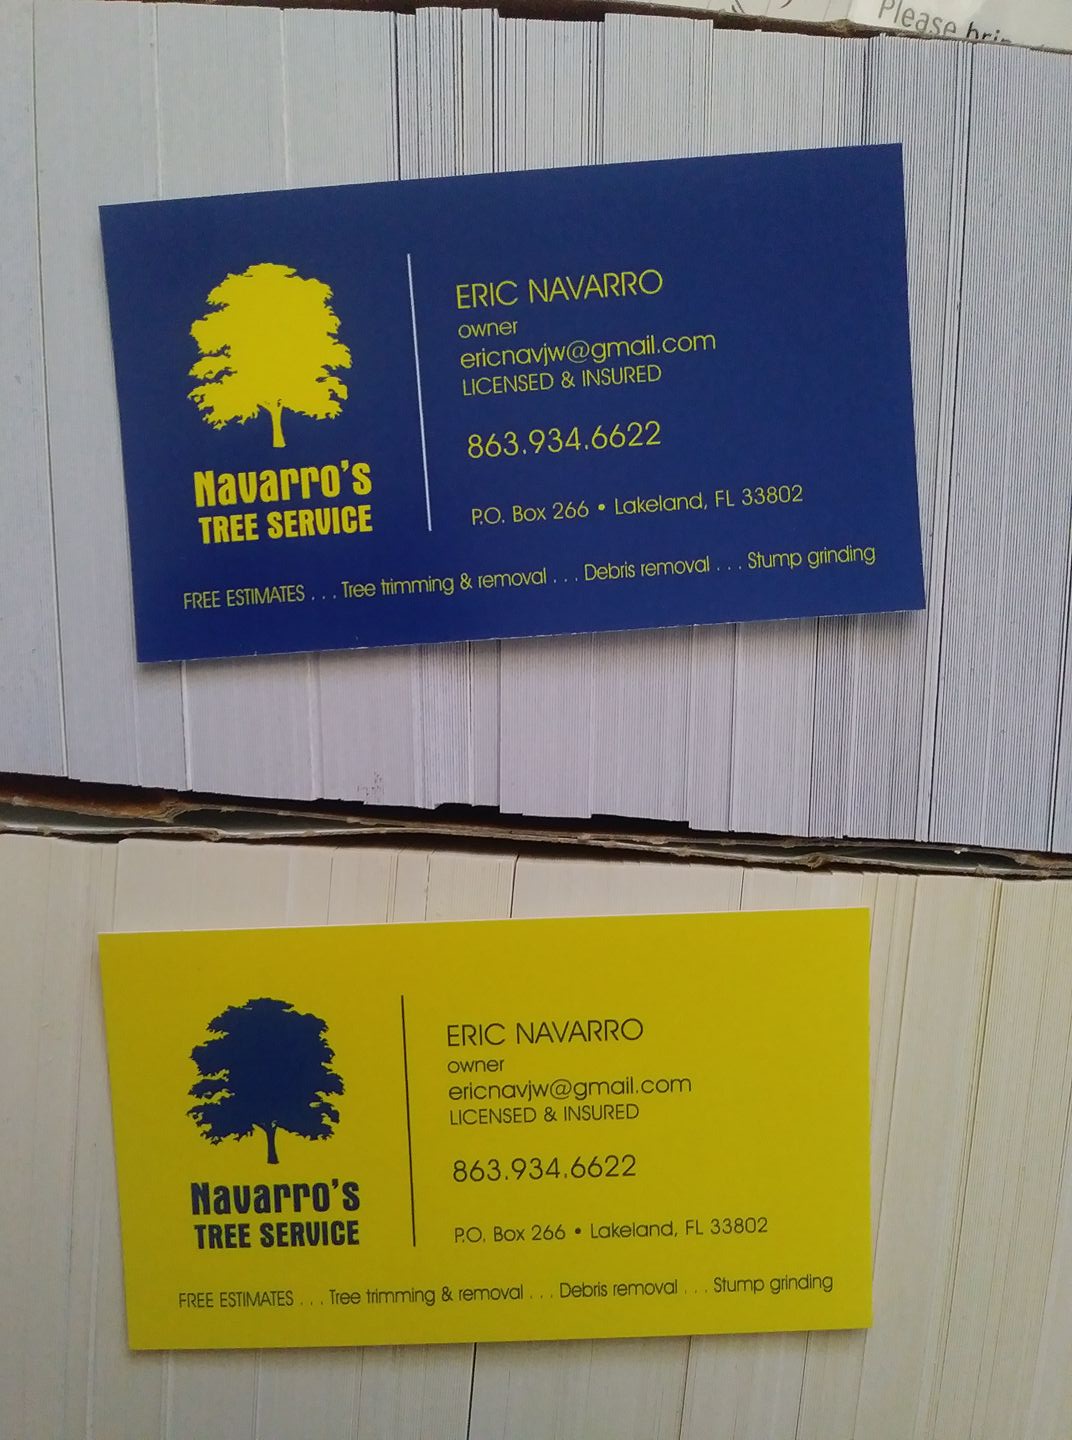 Please
Navarro's
TREE SERVICE
ERIC NAVARRO
owner
ericnavjw@gmail.com
LICENSED & INSURED
863.934.6622
P.O. Box 266 • Lakeland, FL 33802
FREE ESTIMATES . . . Tree trimming & removal . . . Debris removal . . . Stump grinding
Navarro's
TREE SERVICE
ERIC NAVARRO
owner
ericnavjw@gmail.com
LICENSED & INSURED
863.934.6622
P.O. Box 266 • Lakeland, FL 33802
FREE ESTIMATES . . . Tree trimming & removal . . . Debris removal . . . Stump grinding